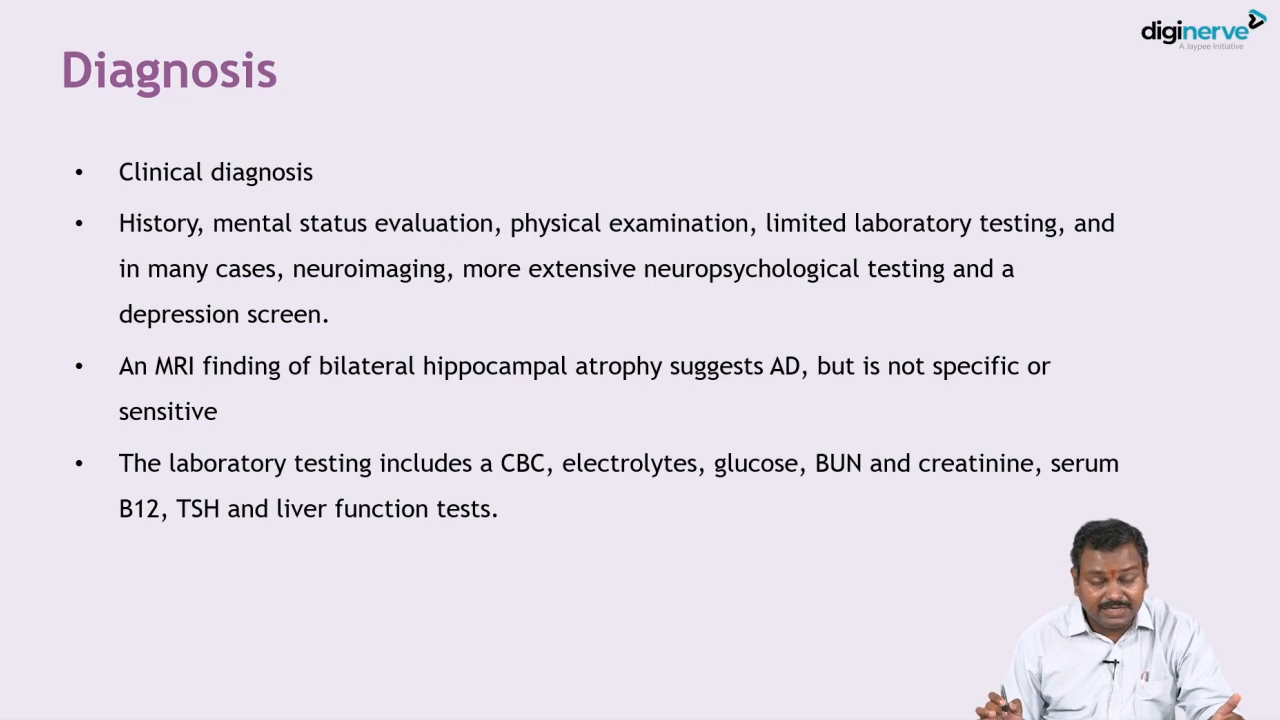 diginerve
A Jaypee Initiative
Diagnosis
• Clinical diagnosis
• History, mental status evaluation, physical examination, limited laboratory testing, and
in many cases, neuroimaging, more extensive neuropsychological testing and a
depression screen.
• An MRI finding of bilateral hippocampal atrophy suggests AD, but is not specific or
sensitive
• The laboratory testing includes a CBC, electrolytes, glucose, BUN and creatinine, serum
B12, TSH and liver function tests.